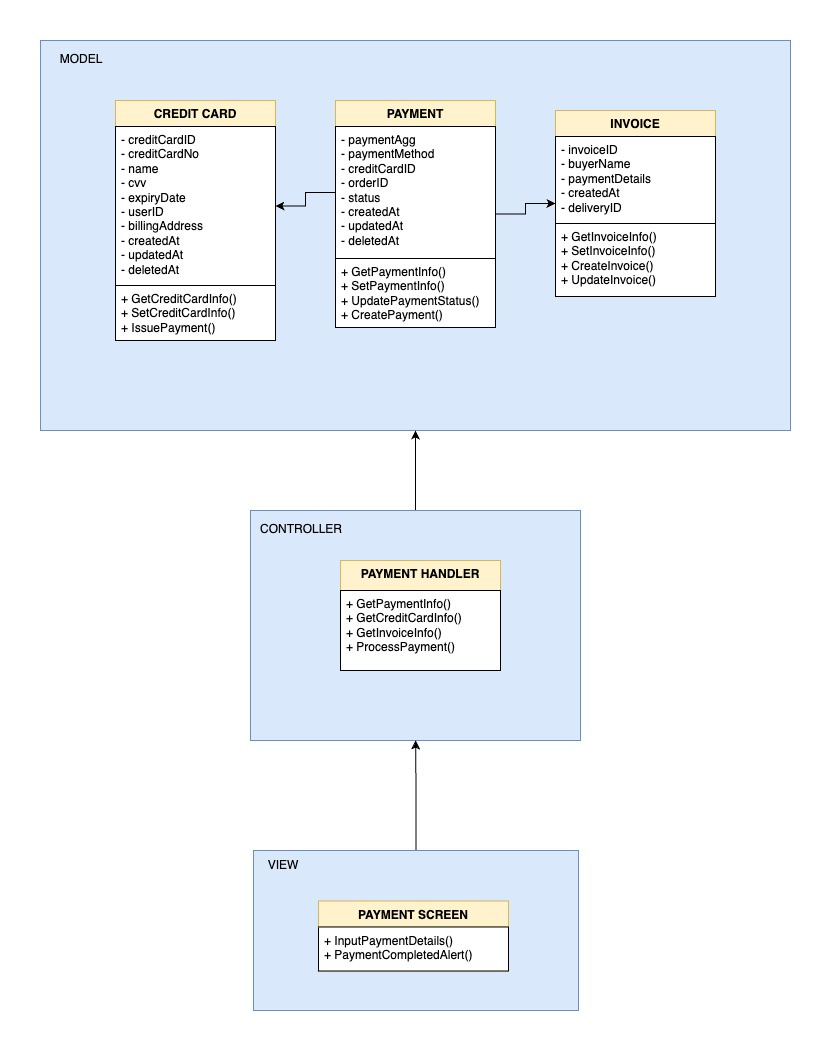 MODEL
CREDIT CARD
- creditCardID
- creditCardNo
- name
- cvv
- expiryDate
- userID
- billingAddress
- createdAt
- updatedAt
- deletedAt
+ GetCreditCardInfo()
+ SetCreditCardInfo()
+ IssuePayment()
PAYMENT
- paymentAgg
- paymentMethod
- creditCardID
- orderID
- status
- createdAt
- updatedAt
- deletedAt
+ GetPaymentInfo()
+ SetPaymentInfo()
+ UpdatePaymentStatus()
+ CreatePayment()
INVOICE
- invoiceID
- buyerName
- paymentDetails
- createdAt
- deliveryID
+ GetInvoiceInfo()
+ SetInvoiceInfo()
+ CreateInvoice()
+ UpdateInvoice()
CONTROLLER
PAYMENT HANDLER
+ GetPaymentInfo()
+ GetCreditCardInfo()
+ GetInvoiceInfo()
+ ProcessPayment()
VIEW
PAYMENT SCREEN
+ InputPaymentDetails()
+ PaymentCompletedAlert()